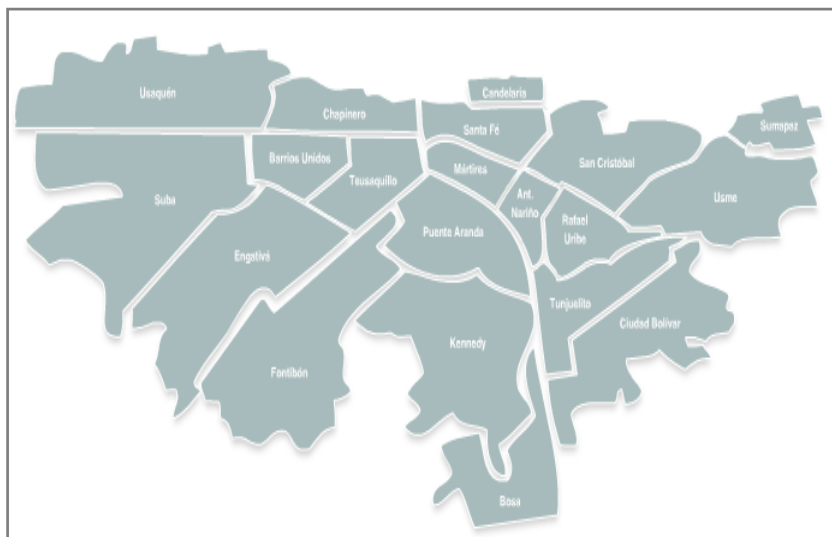 Usaquén
Candelaria
Chapinero
Santa Fé
Sumapaz
Barrios Unidos
Mártires
San Cristóbal
Teusaquillo
Suba
Ant.
Nariño
Usme
Rafael
Uribe
Puente Aranda
Engativá
Tunjuelito
Ciudad Bolívar
Kennedy
Fontibón
Bosa